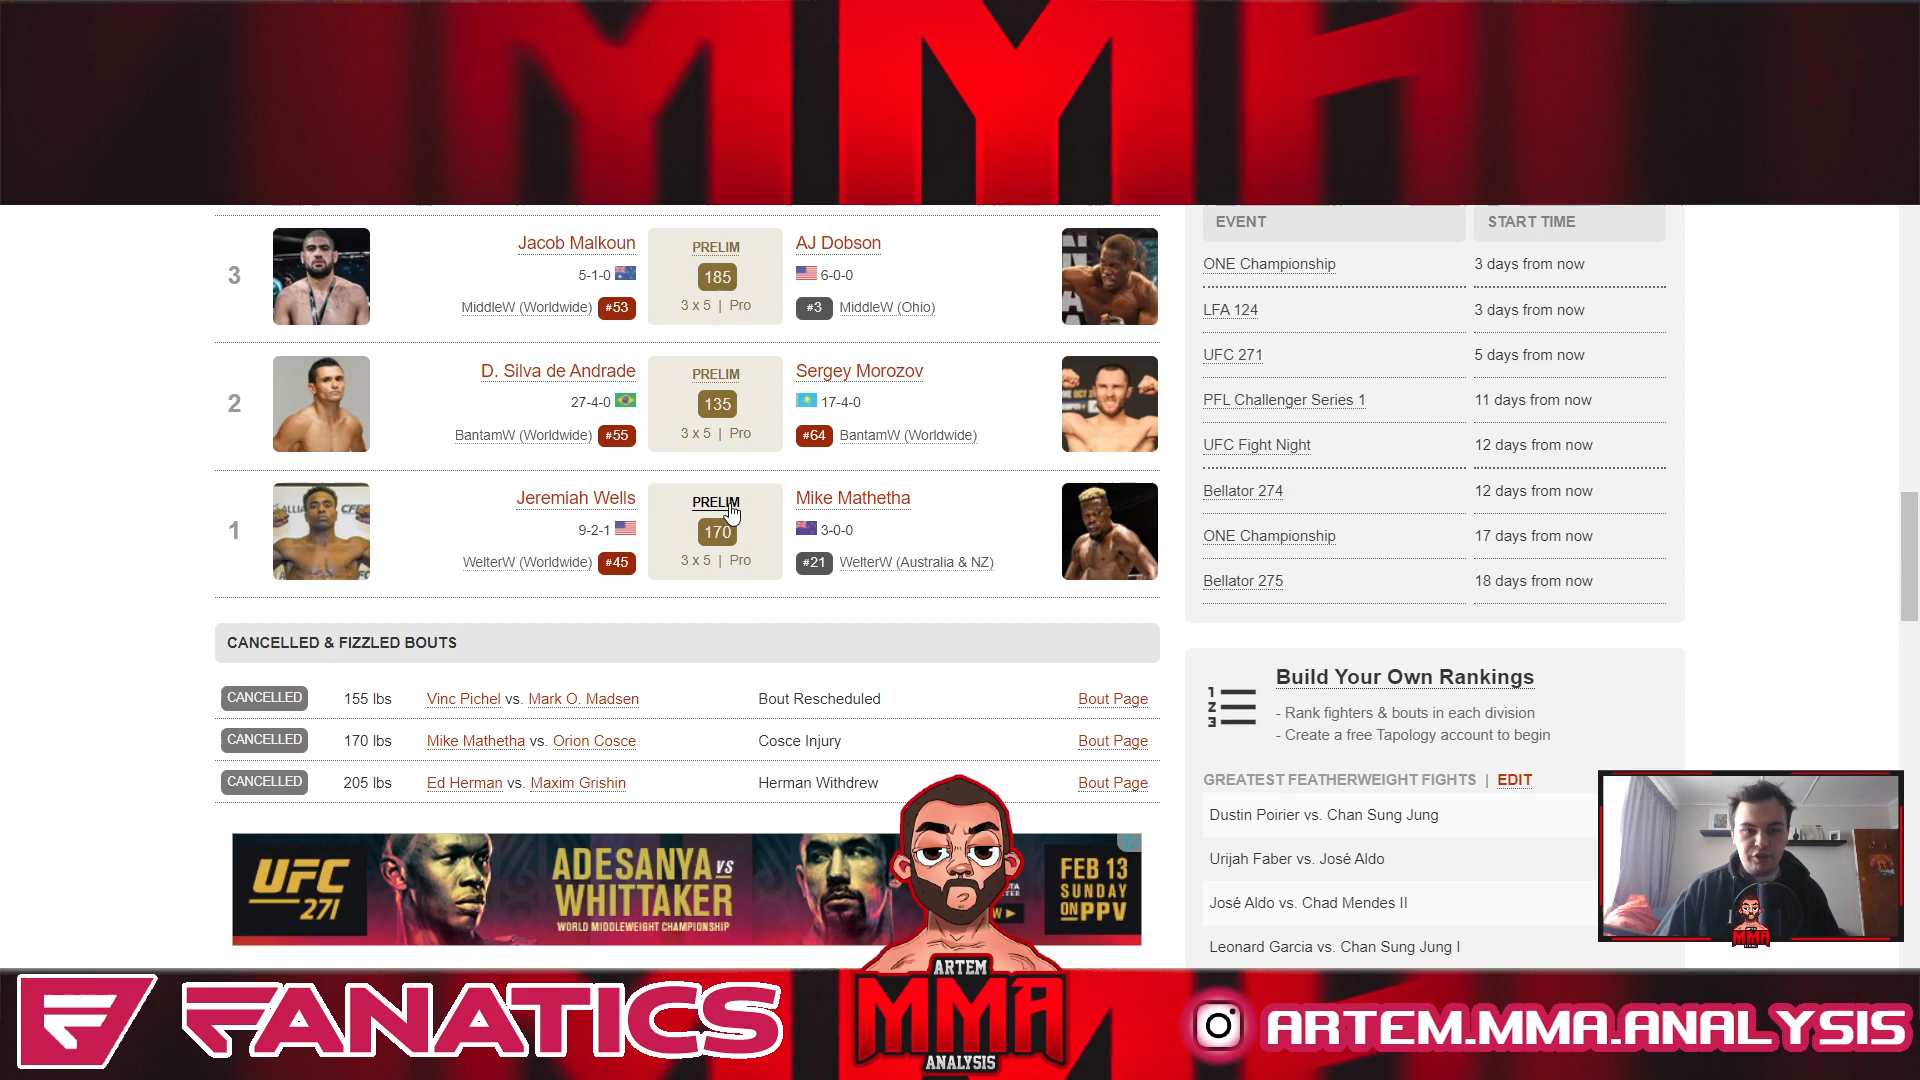 MMA
EVENT
START TIME
3
Jacob Malkoun
5-1-0
MiddleW (Worldwide) #53
PRELIM
185
3 x 5 | Pro
AJ Dobson
6-0-0
#3 MiddleW (Ohio)
2
D. Silva de Andrade
27-4-0
BantamW (Worldwide) #55
PRELIM
135
3 x 5 | Pro
Sergey Morozov
17-4-0
#64 BantamW (Worldwide)
1
Jeremiah Wells
9-2-1
WelterW (Worldwide) #45
PRELIM
170
3 x 5 | Pro
Mike Mathetha
3-0-0
#21 WelterW (Australia & NZ)
CANCELLED & FIZZLED BOUTS
CANCELLED 155 lbs Vinc Pichel vs. Mark O. Madsen Bout Rescheduled Bout Page
CANCELLED 170 lbs Mike Mathetha vs. Orion Cosce Cosce Injury Bout Page
CANCELLED 205 lbs Ed Herman vs. Maxim Grishin Herman Withdrew Bout Page
UFC
271
ADESANYA VS
WHITTAKER
WORLD MIDDLEWEIGHT CHAMPIONSHIP
FEB 13
SUNDAY
ON PPV
ONE Championship 3 days from now
LFA 124 3 days from now
UFC 271 5 days from now
PFL Challenger Series 1 11 days from now
UFC Fight Night 12 days from now
Bellator 274 12 days from now
ONE Championship 17 days from now
Bellator 275 18 days from now
1
2
3
Build Your Own Rankings
- Rank fighters & bouts in each division
- Create a free Tapology account to begin
GREATEST FEATHERWEIGHT FIGHTS | EDIT
Dustin Poirier vs. Chan Sung Jung
Urijah Faber vs. José Aldo
José Aldo vs. Chad Mendes II
Leonard Garcia vs. Chan Sung Jung I
MMA
FANATICS
ARTEM
MMA
ANALYSIS
ARTEM.MMA.ANALYSIS